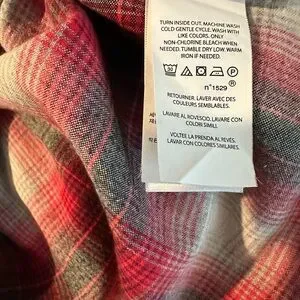 TURN INSIDE OUT. MACHINE WASH
COLD-GENTLE CYCLE. WASH WITH
LIKE COLORS. ONLY
NON-CHLORINE BLEACH WHEN
NEEDED. TUMBLE DRY LOW. WARM
IRON IF NEEDED.
30
P
n°1529®
RETOURNER. LAVER AVEC DES
COULEURS SEMBLABLES.
LAVARE AL ROVESCIO. LAVARE CON
COLORI SIMILI.
VOLTEE LA PRENDA AL REVÉS.
LAVAR CON COLORES SIMILARES.